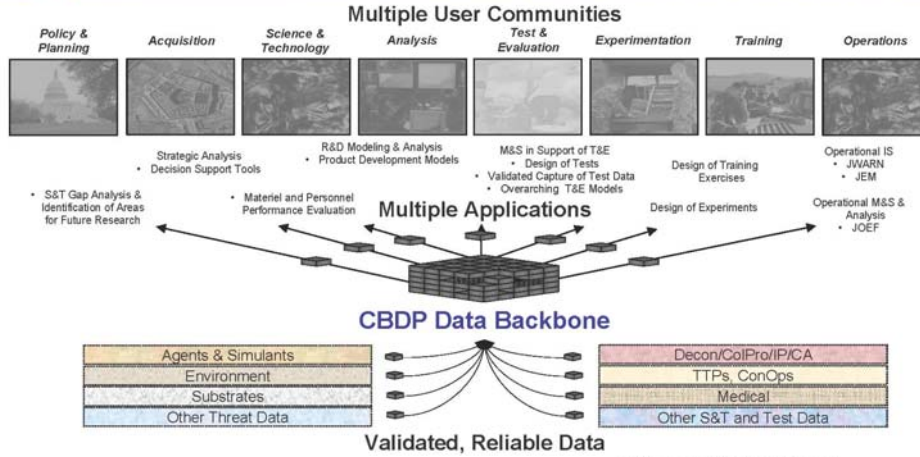 Multiple User Communities
Policy &
Planning
Acquisition
Science &
Technology
Analysis
Test &
Evaluation
Experimentation
Training
Operations
Strategic Analysis
• Decision Support Tools
R&D Modeling & Analysis
• Product Development Models
M&S in Support of T&E
• Design of Tests
• Validated Capture of Test Data
• Overarching T&E Models
Design of Training
Exercises
Operational IS
• JWARN
• JEM
• S&T Gap Analysis &
Identification of Areas
for Future Research
• Materiel and Personnel
Performance Evaluation
Multiple Applications
Design of Experiments
Operational M&S &
Analysis
• JOEF
CBDP Data Backbone
Agents & Simulants
Environment
Substrates
Other Threat Data
Decon/ColPro/IP/CA
TTPs, ConOps
Medical
Other S&T and Test Data
Validated, Reliable Data